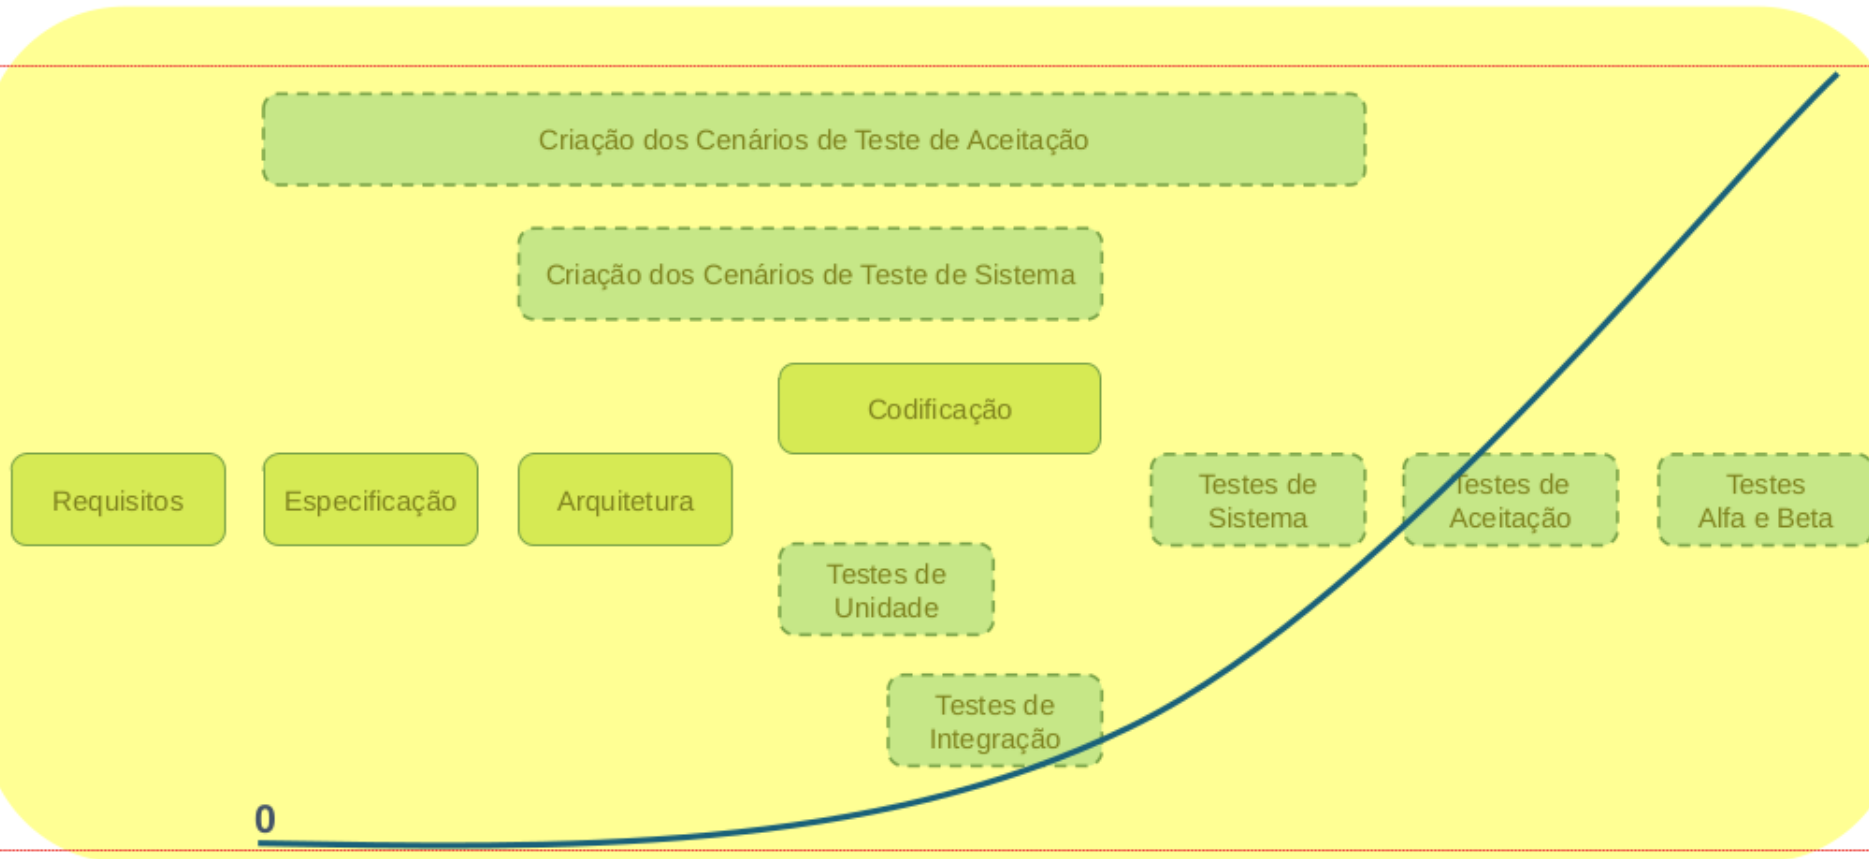 Criação dos Cenários de Teste de Aceitação
Criação dos Cenários de Teste de Sistema
Codificação
Requisitos
Especificação
Arquitetura
Testes de
Sistema
Testes de
Aceitação
Testes
Alfa e Beta
Testes de
Unidade
Testes de
Integração
0